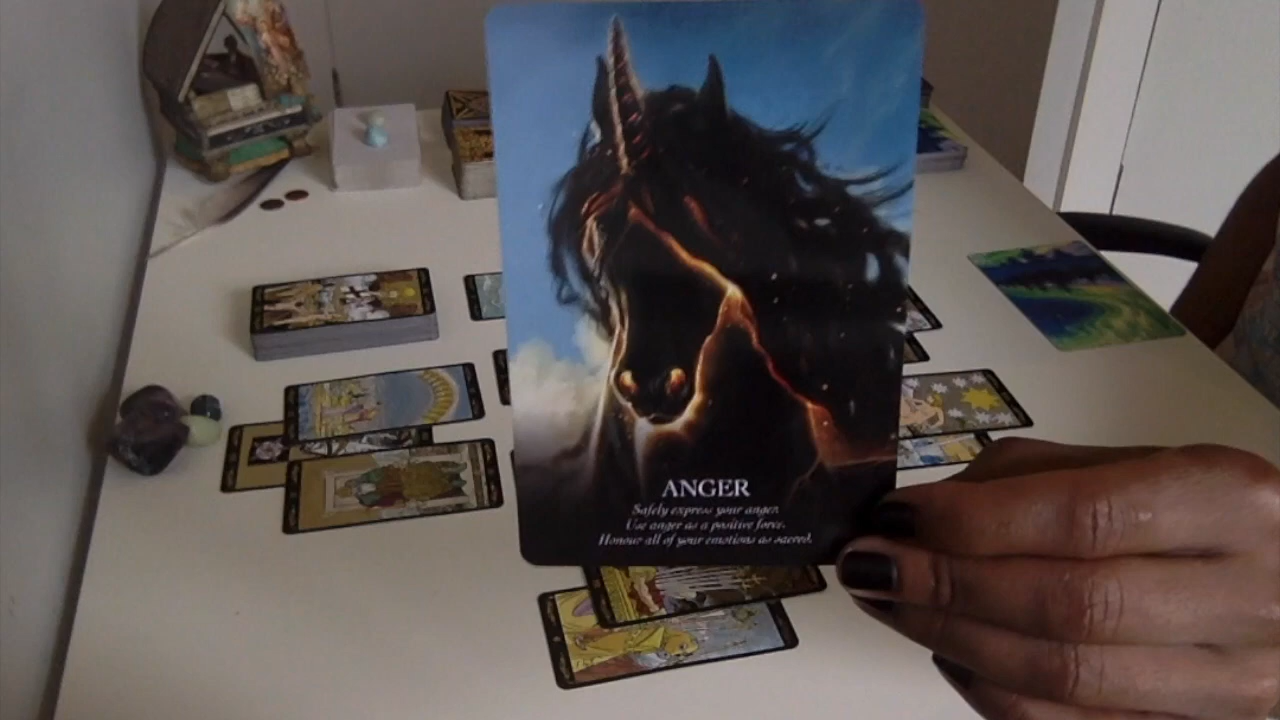 ANGER
Safely express your anger.
Use anger as a positive force.
Honour all of your emotions as sacred.